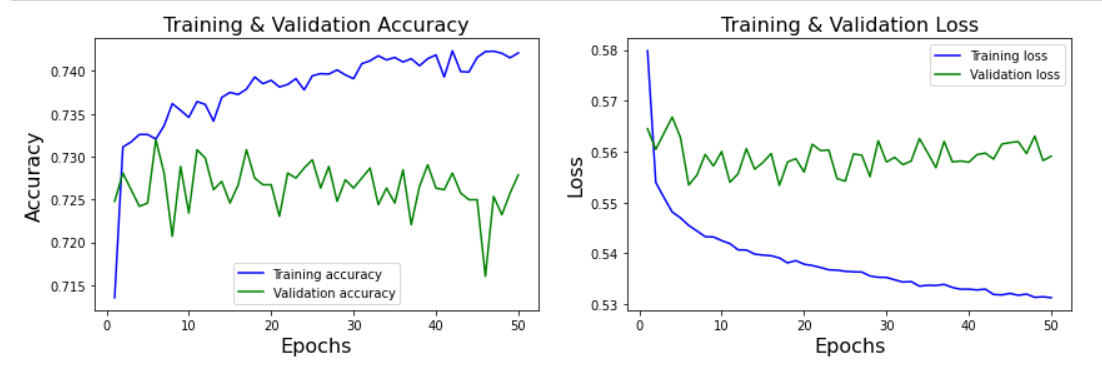 Training & Validation Accuracy
Accuracy
0.740
0.735
0.730
0.725
0.720
0.715
Training accuracy
Validation accuracy
0 10 20 30 40 50
Epochs
Training & Validation Loss
Loss
0.58
0.57
0.56
0.55
0.54
0.53
Training loss
Validation loss
0 10 20 30 40 50
Epochs